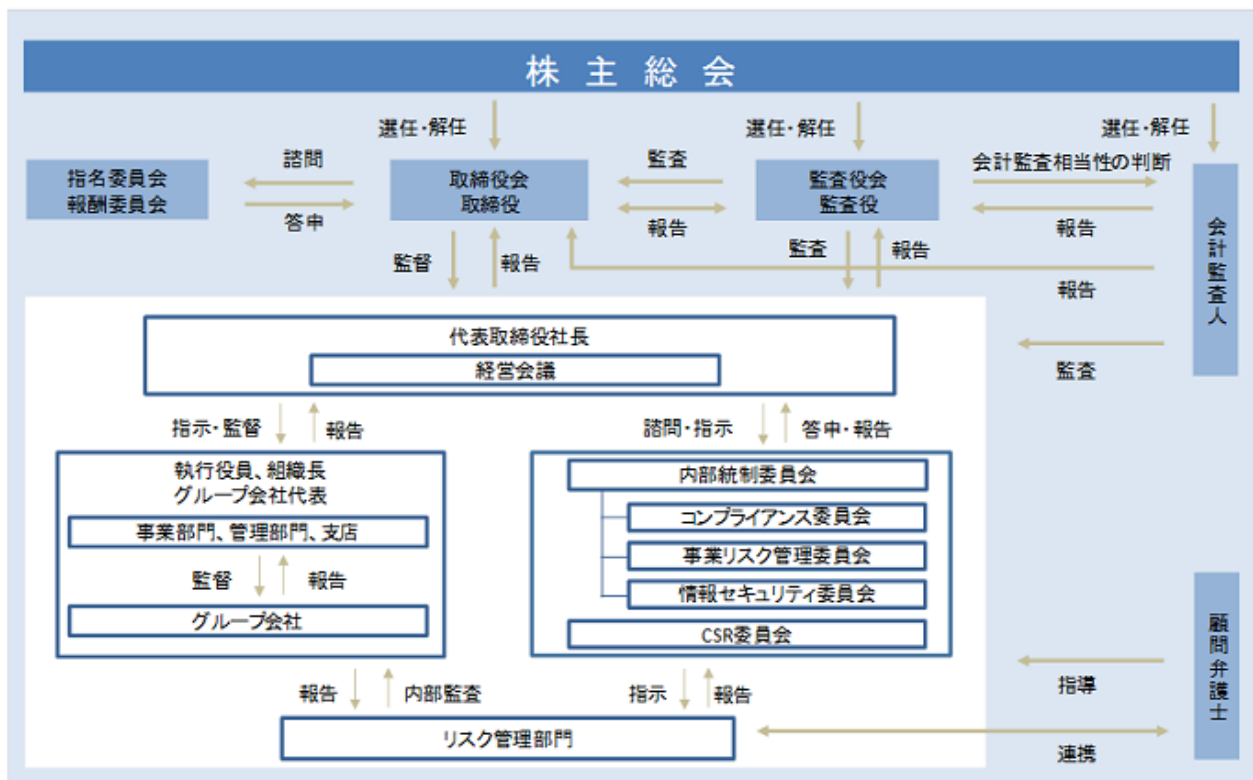 株主総会
選任・解任
選任・解任
選任・解任
指名委員会
報酬委員会
諮問
答申
取締役会
取締役
監査
報告
監査役会
監査役
会計監査相当性の判断
報告
会計監査人
監督
報告
監査
報告
報告
監査
代表取締役社長
経営会議
指示・監督
報告
諮問・指示
答申・報告
執行役員、組織長
グループ会社代表
事業部門、管理部門、支店
監督
報告
グループ会社
内部統制委員会
コンプライアンス委員会
事業リスク管理委員会
情報セキュリティ委員会
CSR委員会
報告
内部監査
指示
報告
リスク管理部門
顧問弁護士
指導
連携